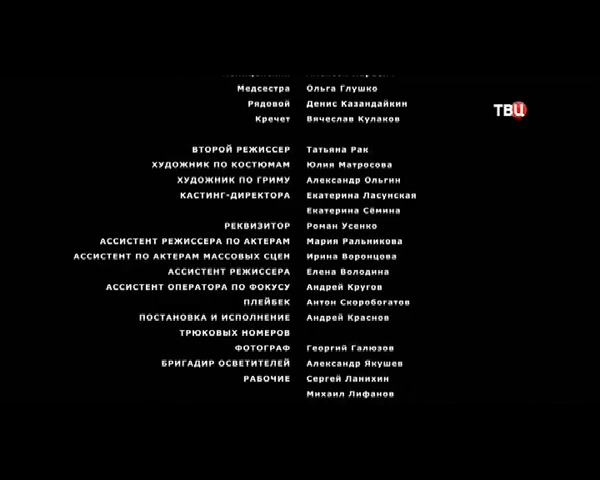 Медсестра Ольга Глушко
Рядовой Денис Казандайкин
Кречет Вячеслав Кулаков
ТВЦ
ВТОРОЙ РЕЖИССЕР Татьяна Рак
ХУДОЖНИК ПО КОСТЮМАМ Юлия Матросова
ХУДОЖНИК ПО ГРИМУ Александр Ольгин
КАСТИНГ-ДИРЕКТОРА Екатерина Ласунская
Екатерина Сёмина
РЕКВИЗИТОР Роман Усенко
АССИСТЕНТ РЕЖИССЕРА ПО АКТЕРАМ Мария Ральникова
АССИСТЕНТ ПО АКТЕРАМ МАССОВЫХ СЦЕН Ирина Воронцова
АССИСТЕНТ РЕЖИССЕРА Елена Володина
АССИСТЕНТ ОПЕРАТОРА ПО ФОКУСУ Андрей Кругов
ПЛЕЙБЕК Антон Скоробогатов
ПОСТАНОВКА И ИСПОЛНЕНИЕ Андрей Краснов
ТРЮКОВЫХ НОМЕРОВ
ФОТОГРАФ Георгий Галюзов
БРИГАДИР ОСВЕТИТЕЛЕЙ Александр Якушев
РАБОЧИЕ Сергей Ланихин
Михаил Лифанов